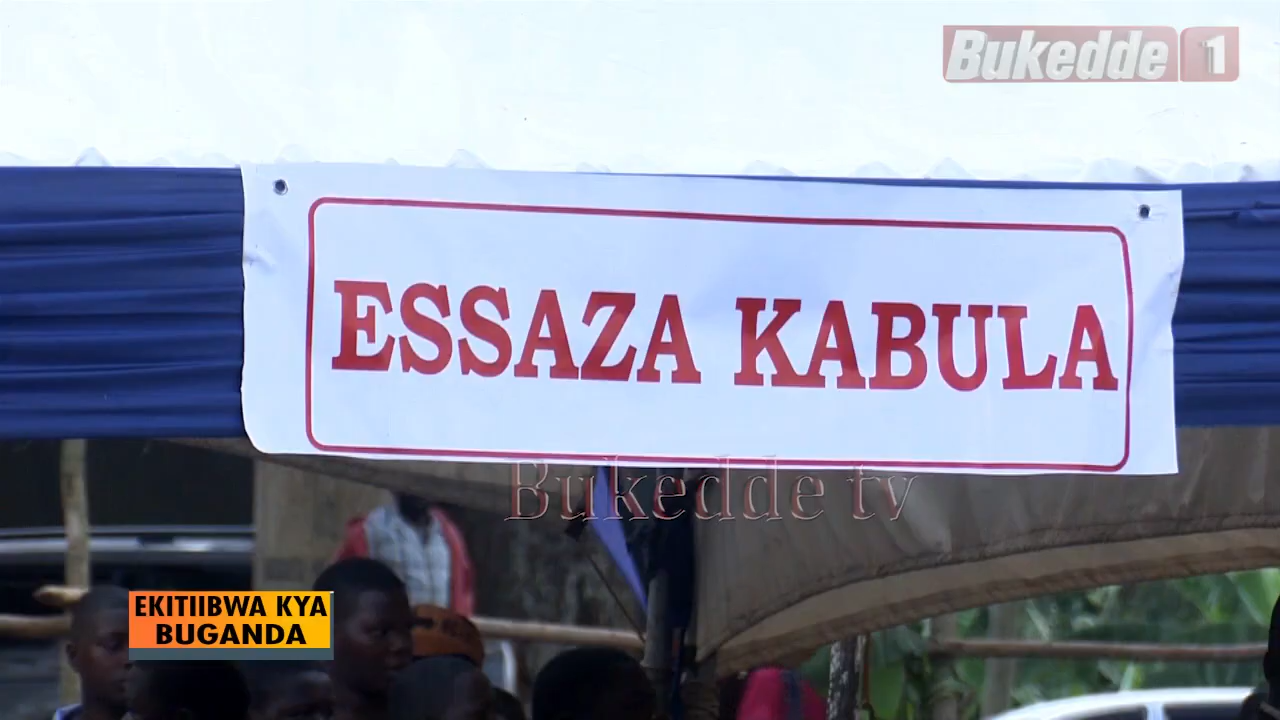 Bukedde 1
ESSAZA KABULA
Bukedde tv
EKITIIBWA KYA
BUGANDA